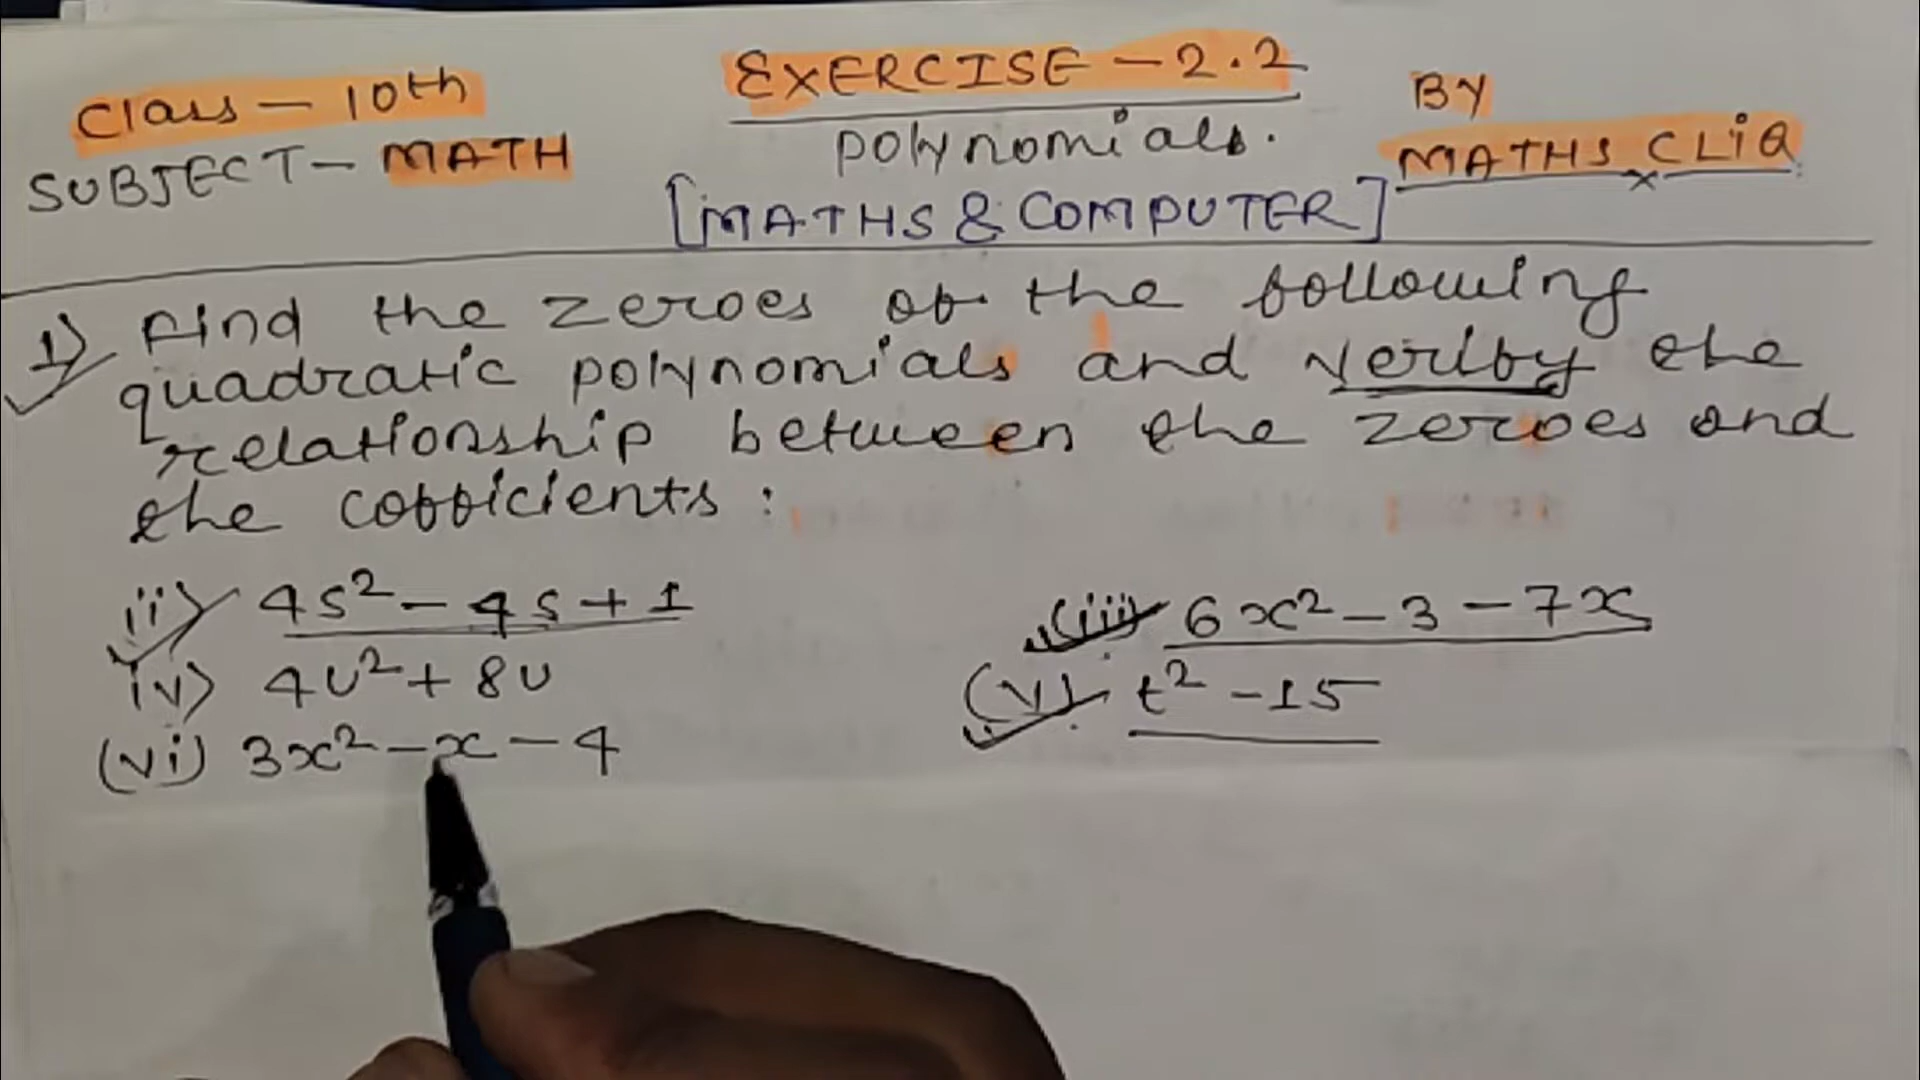 Class - 10th
SUBJECT - MATH
EXERCISE - 2.2
polynomials.
[MATHS & COMPUTER]
BY
MATHS CLiQ
1) Find the zeroes of the following
quadratic polynomials and verify the
relationship between the zeroes and
the cofficients :
ii) 4s² - 4s + 1
(iii) 6x² - 3 - 7x
iv) 4u² + 8u
(v) t² - 15
(vi) 3x² - x - 4